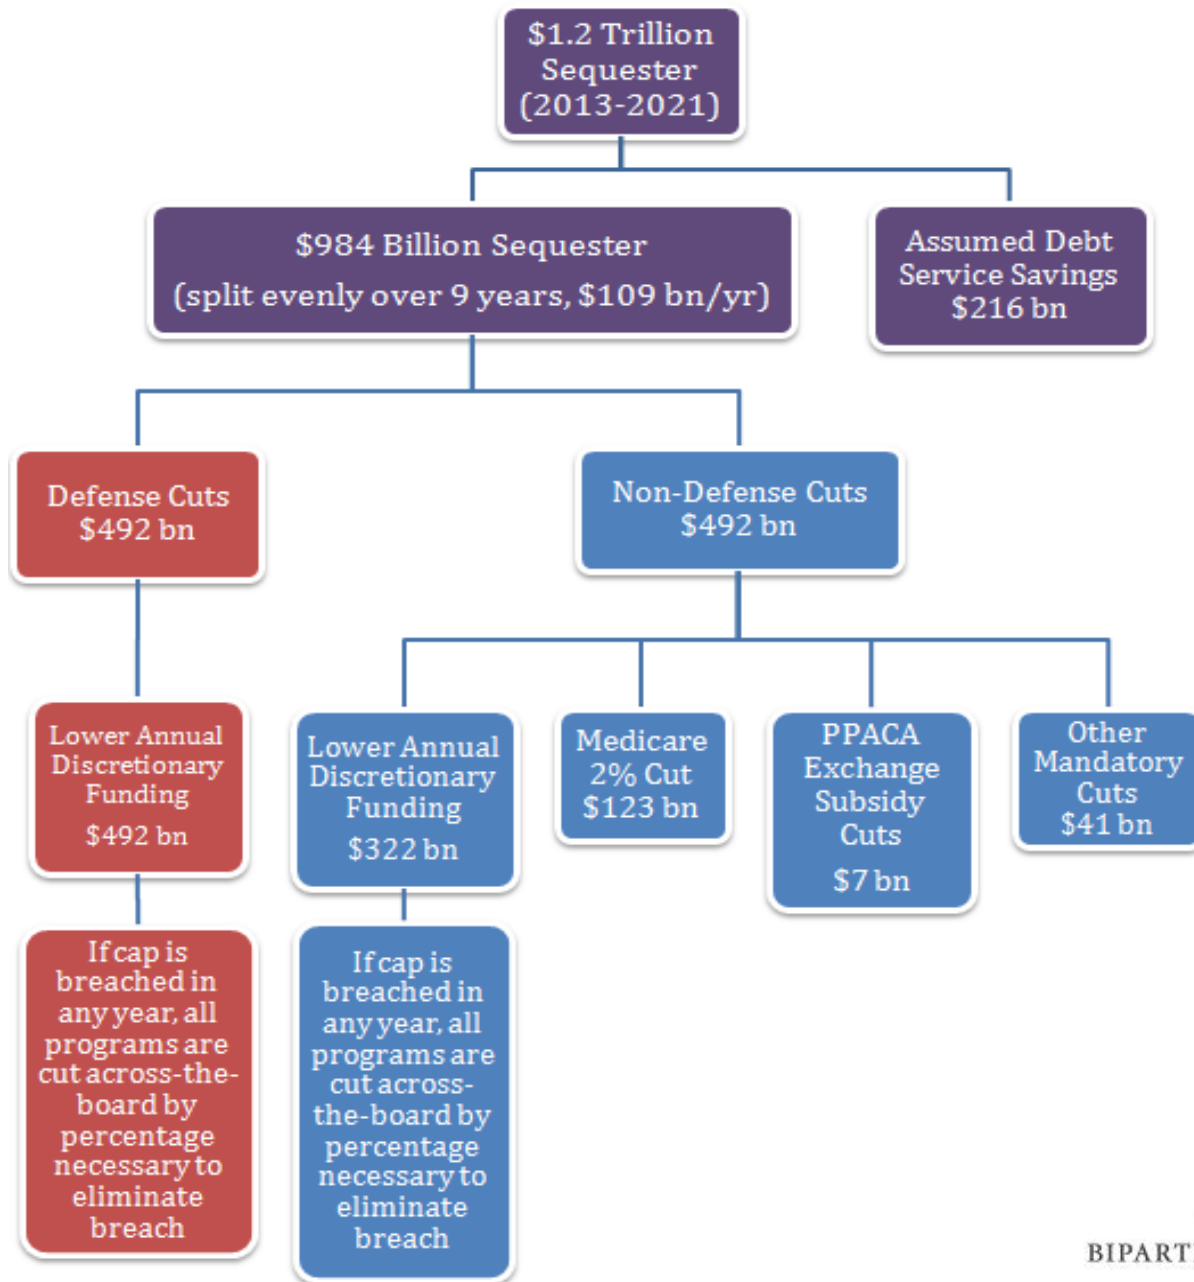 $1.2 Trillion
Sequester
(2013-2021)
$984 Billion Sequester
(split evenly over 9 years, $109 bn/yr)
Assumed Debt
Service Savings
$216 bn
Defense Cuts
$492 bn
Non-Defense Cuts
$492 bn
Lower Annual
Discretionary
Funding
$492 bn
Lower Annual
Discretionary
Funding
$322 bn
Medicare
2% Cut
$123 bn
PPACA
Exchange
Subsidy
Cuts
$7 bn
Other
Mandatory
Cuts
$41 bn
If cap is
breached in
any year, all
programs are
cut across-the-
board by
percentage
necessary to
eliminate
breach
If cap is
breached in
any year, all
programs are
cut across-
the-board by
percentage
necessary to
eliminate
breach